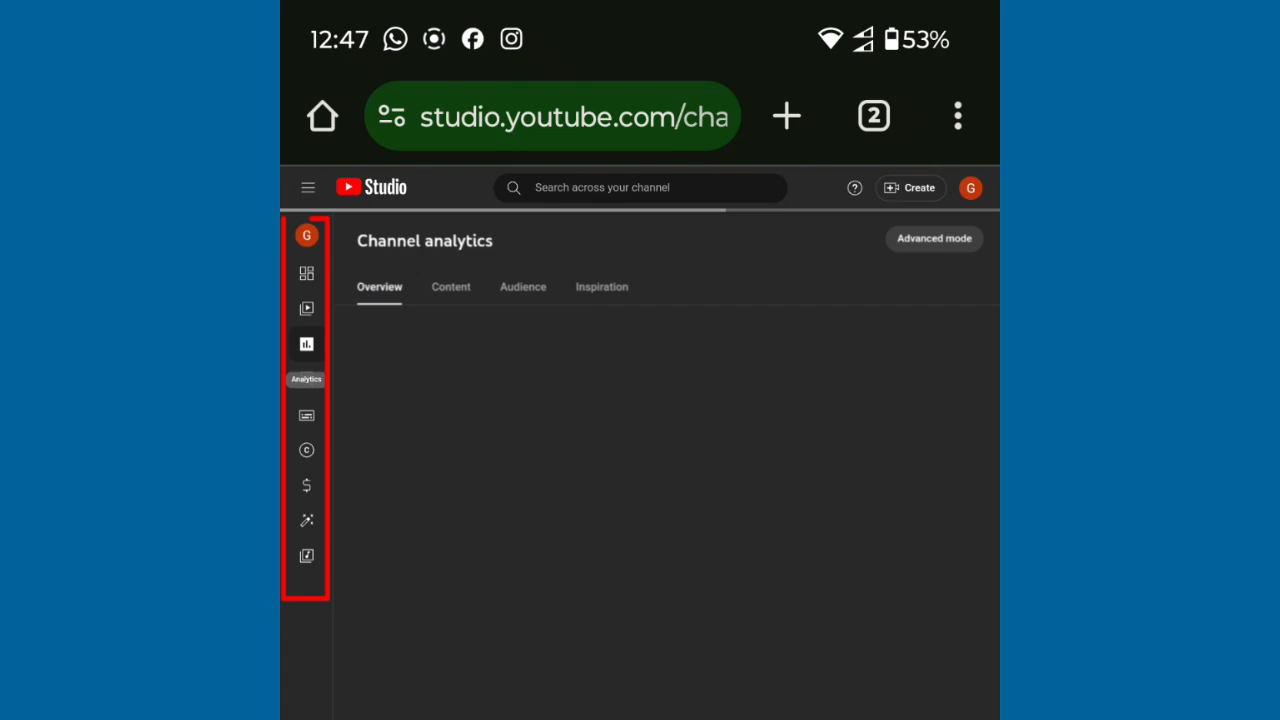 12:47 53%
studio.youtube.com/cha 2
Studio Search across your channel ? Create G
G Channel analytics Advanced mode
Overview Content Audience Inspiration
Analytics
C
$